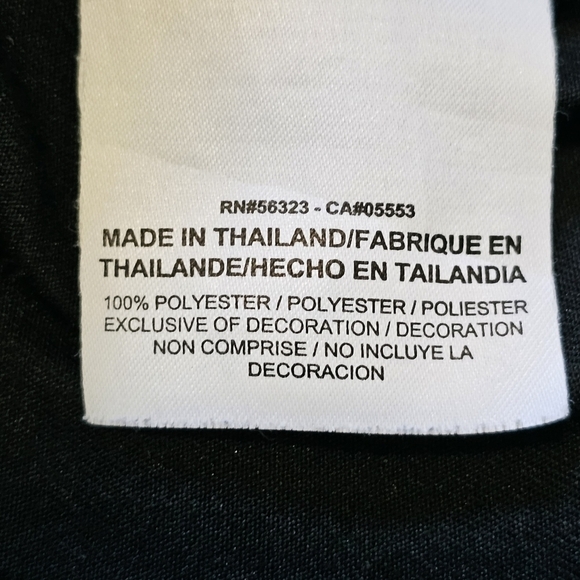 RN#56323 - CA#05553
MADE IN THAILAND/FABRIQUE EN
THAILANDE/HECHO EN TAILANDIA
100% POLYESTER / POLYESTER / POLIESTER
EXCLUSIVE OF DECORATION / DECORATION
NON COMPRISE / NO INCLUYE LA
DECORACION